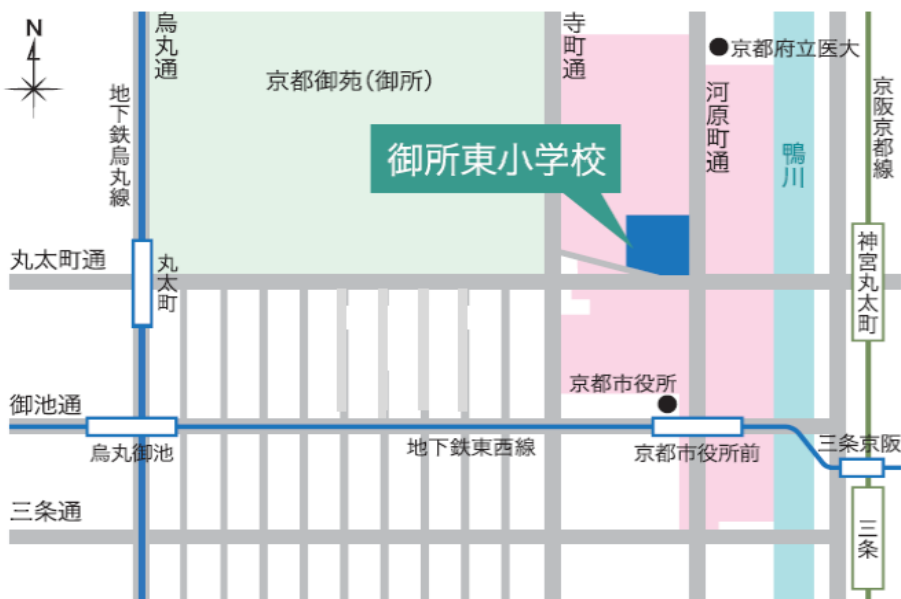 N
烏丸通
寺町通
京都府立医大
京都御苑(御所)
地下鉄烏丸線
河原町通
京阪京都線
鴨川
御所東小学校
丸太町通
丸太町
神宮丸太町
京都市役所
御池通
烏丸御池
地下鉄東西線
京都市役所前
三条京阪
三条通
三条